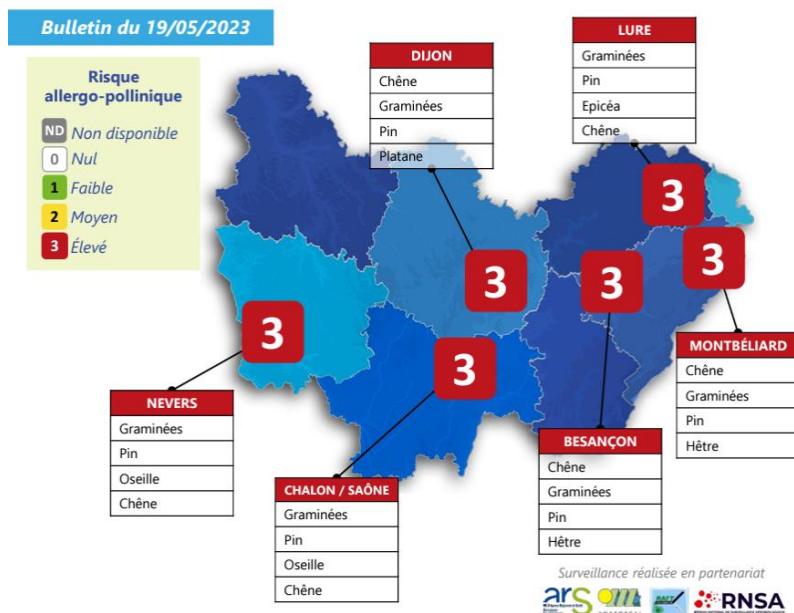 Bulletin du 19/05/2023
Risque
allergo-pollinique
ND Non disponible
0 Nul
1 Faible
2 Moyen
3 Élevé
DIJON
Chêne
Graminées
Pin
Platane
LURE
Graminées
Pin
Epicéa
Chêne
3
3
3
3
3
3
NEVERS
Graminées
Pin
Oseille
Chêne
CHALON / SAÔNE
Graminées
Pin
Oseille
Chêne
BESANÇON
Chêne
Graminées
Pin
Hêtre
MONTBÉLIARD
Chêne
Graminées
Pin
Hêtre
Surveillance réalisée en partenariat
ars
RNSA